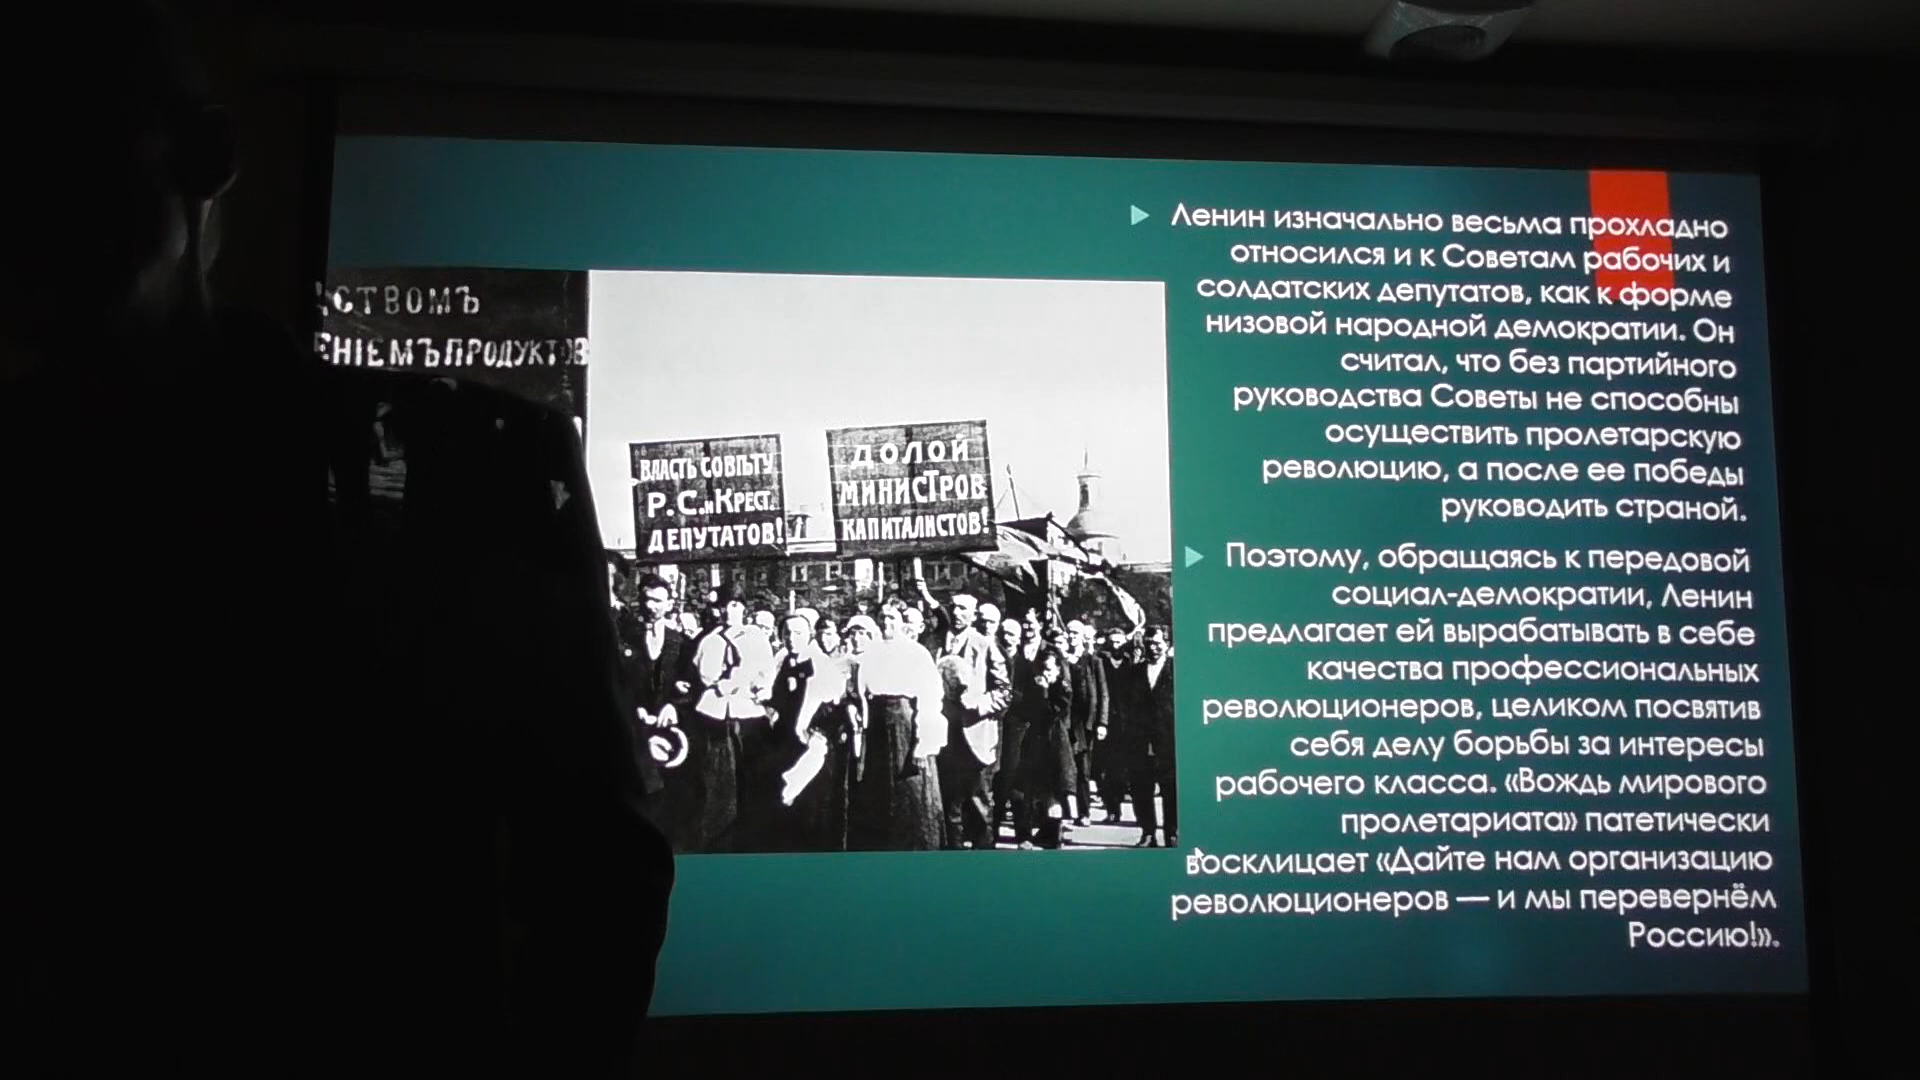 СТВОМЪ
ЕНІЕМЪ ПРОДУКТОВ
ВЛАСТЬ СОВѢТУ
Р. С. и КРЕСТ.
ДЕПУТАТОВ!
ДОЛОЙ
МИНИСТРОВ
КАПИТАЛИСТОВ!
Ленин изначально весьма прохладно
относился и к Советам рабочих и
солдатских депутатов, как к форме
низовой народной демократии. Он
считал, что без партийного
руководства Советы не способны
осуществить пролетарскую
революцию, а после ее победы
руководить страной.
Поэтому, обращаясь к передовой
социал-демократии, Ленин
предлагает ей вырабатывать в себе
качества профессиональных
революционеров, целиком посвятив
себя делу борьбы за интересы
рабочего класса. «Вождь мирового
пролетариата» патетически
восклицает «Дайте нам организацию
революционеров — и мы перевернём
Россию!».